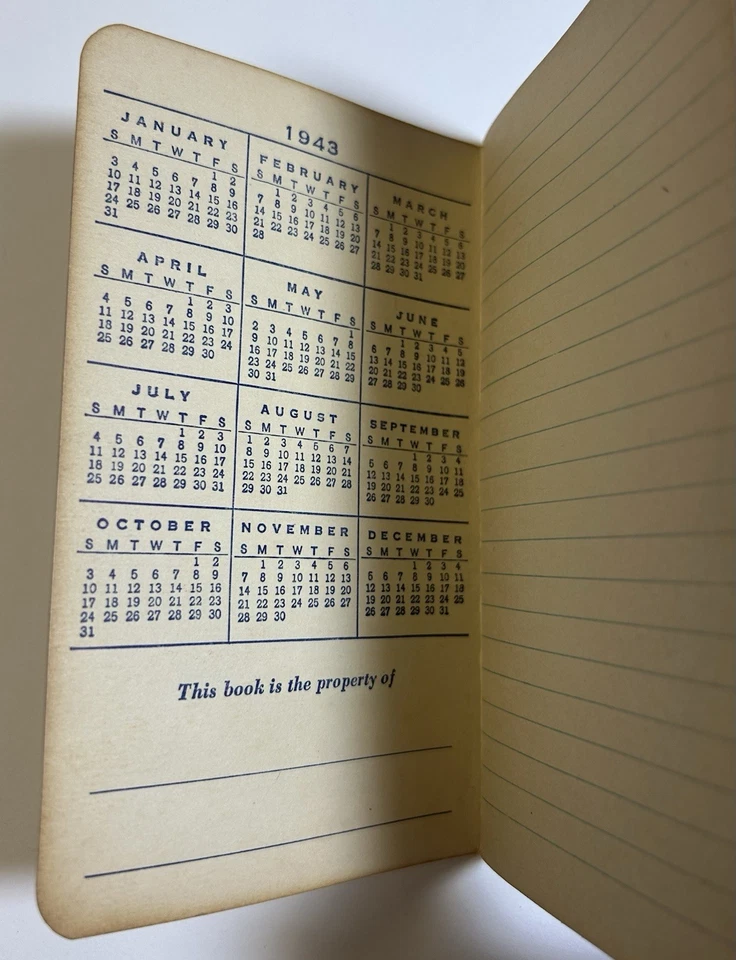 1943
JANUARY
S M T W T F S
1 2
3 4 5 6 7 8 9
10 11 12 13 14 15 16
17 18 19 20 21 22 23
24 25 26 27 28 29 30
31
FEBRUARY
S M T W T F S
1 2 3 4 5 6
7 8 9 10 11 12 13
14 15 16 17 18 19 20
21 22 23 24 25 26 27
28
MARCH
S M T W T F S
1 2 3 4 5 6
7 8 9 10 11 12 13
14 15 16 17 18 19 20
21 22 23 24 25 26 27
28 29 30 31
APRIL
S M T W T F S
1 2 3
4 5 6 7 8 9 10
11 12 13 14 15 16 17
18 19 20 21 22 23 24
25 26 27 28 29 30
MAY
S M T W T F S
1
2 3 4 5 6 7 8
9 10 11 12 13 14 15
16 17 18 19 20 21 22
23 24 25 26 27 28 29
30 31
JUNE
S M T W T F S
1 2 3 4 5
6 7 8 9 10 11 12
13 14 15 16 17 18 19
20 21 22 23 24 25 26
27 28 29 30
JULY
S M T W T F S
1 2 3
4 5 6 7 8 9 10
11 12 13 14 15 16 17
18 19 20 21 22 23 24
25 26 27 28 29 30 31
AUGUST
S M T W T F S
1 2 3 4 5 6 7
8 9 10 11 12 13 14
15 16 17 18 19 20 21
22 23 24 25 26 27 28
29 30 31
SEPTEMBER
S M T W T F S
1 2 3 4
5 6 7 8 9 10 11
12 13 14 15 16 17 18
19 20 21 22 23 24 25
26 27 28 29 30
OCTOBER
S M T W T F S
1 2
3 4 5 6 7 8 9
10 11 12 13 14 15 16
17 18 19 20 21 22 23
24 25 26 27 28 29 30
31
NOVEMBER
S M T W T F S
1 2 3 4 5 6
7 8 9 10 11 12 13
14 15 16 17 18 19 20
21 22 23 24 25 26 27
28 29 30
DECEMBER
S M T W T F S
1 2 3 4
5 6 7 8 9 10 11
12 13 14 15 16 17 18
19 20 21 22 23 24 25
26 27 28 29 30 31
This book is the property of